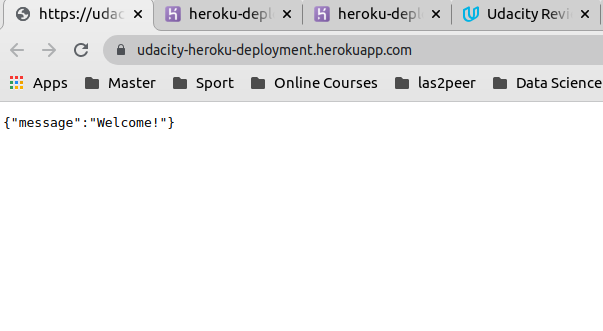 https://udac
heroku-depl
heroku-depl
Udacity Revi
udacity-heroku-deployment.herokuapp.com
Apps Master Sport Online Courses las2peer Data Science
{"message":"Welcome!"}